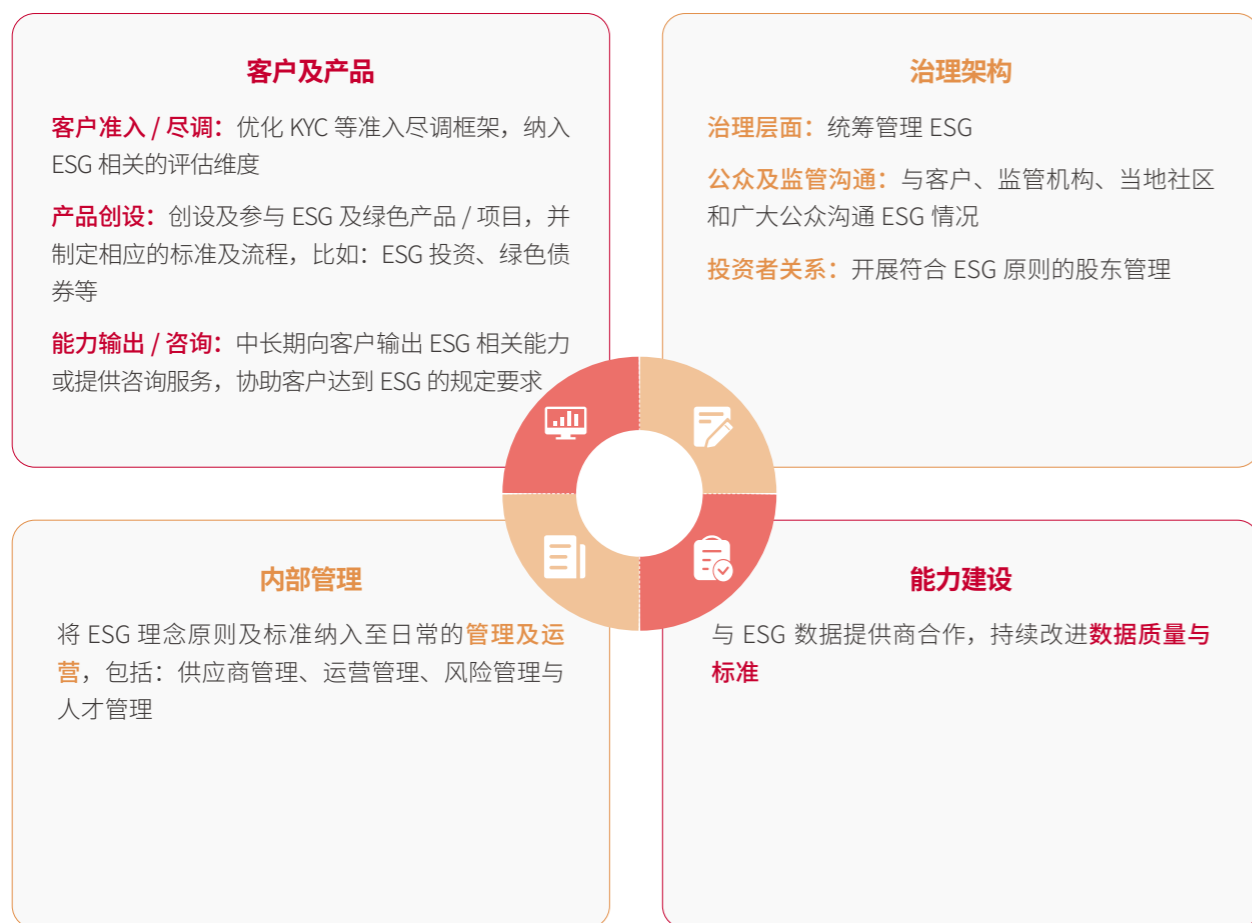 客户及产品
客户准入 / 尽调：优化 KYC 等准入尽调框架，纳入
ESG 相关的评估维度
产品创设：创设及参与 ESG 及绿色产品 / 项目，并
制定相应的标准及流程，比如：ESG 投资、绿色债
券等
能力输出 / 咨询：中长期向客户输出 ESG 相关能力
或提供咨询服务，协助客户达到 ESG 的规定要求
治理架构
治理层面：统筹管理 ESG
公众及监管沟通：与客户、监管机构、当地社区
和广大公众沟通 ESG 情况
投资者关系：开展符合 ESG 原则的股东管理
内部管理
将 ESG 理念原则及标准纳入至日常的管理及运
营，包括：供应商管理、运营管理、风险管理与
人才管理
能力建设
与 ESG 数据提供商合作，持续改进数据质量与
标准